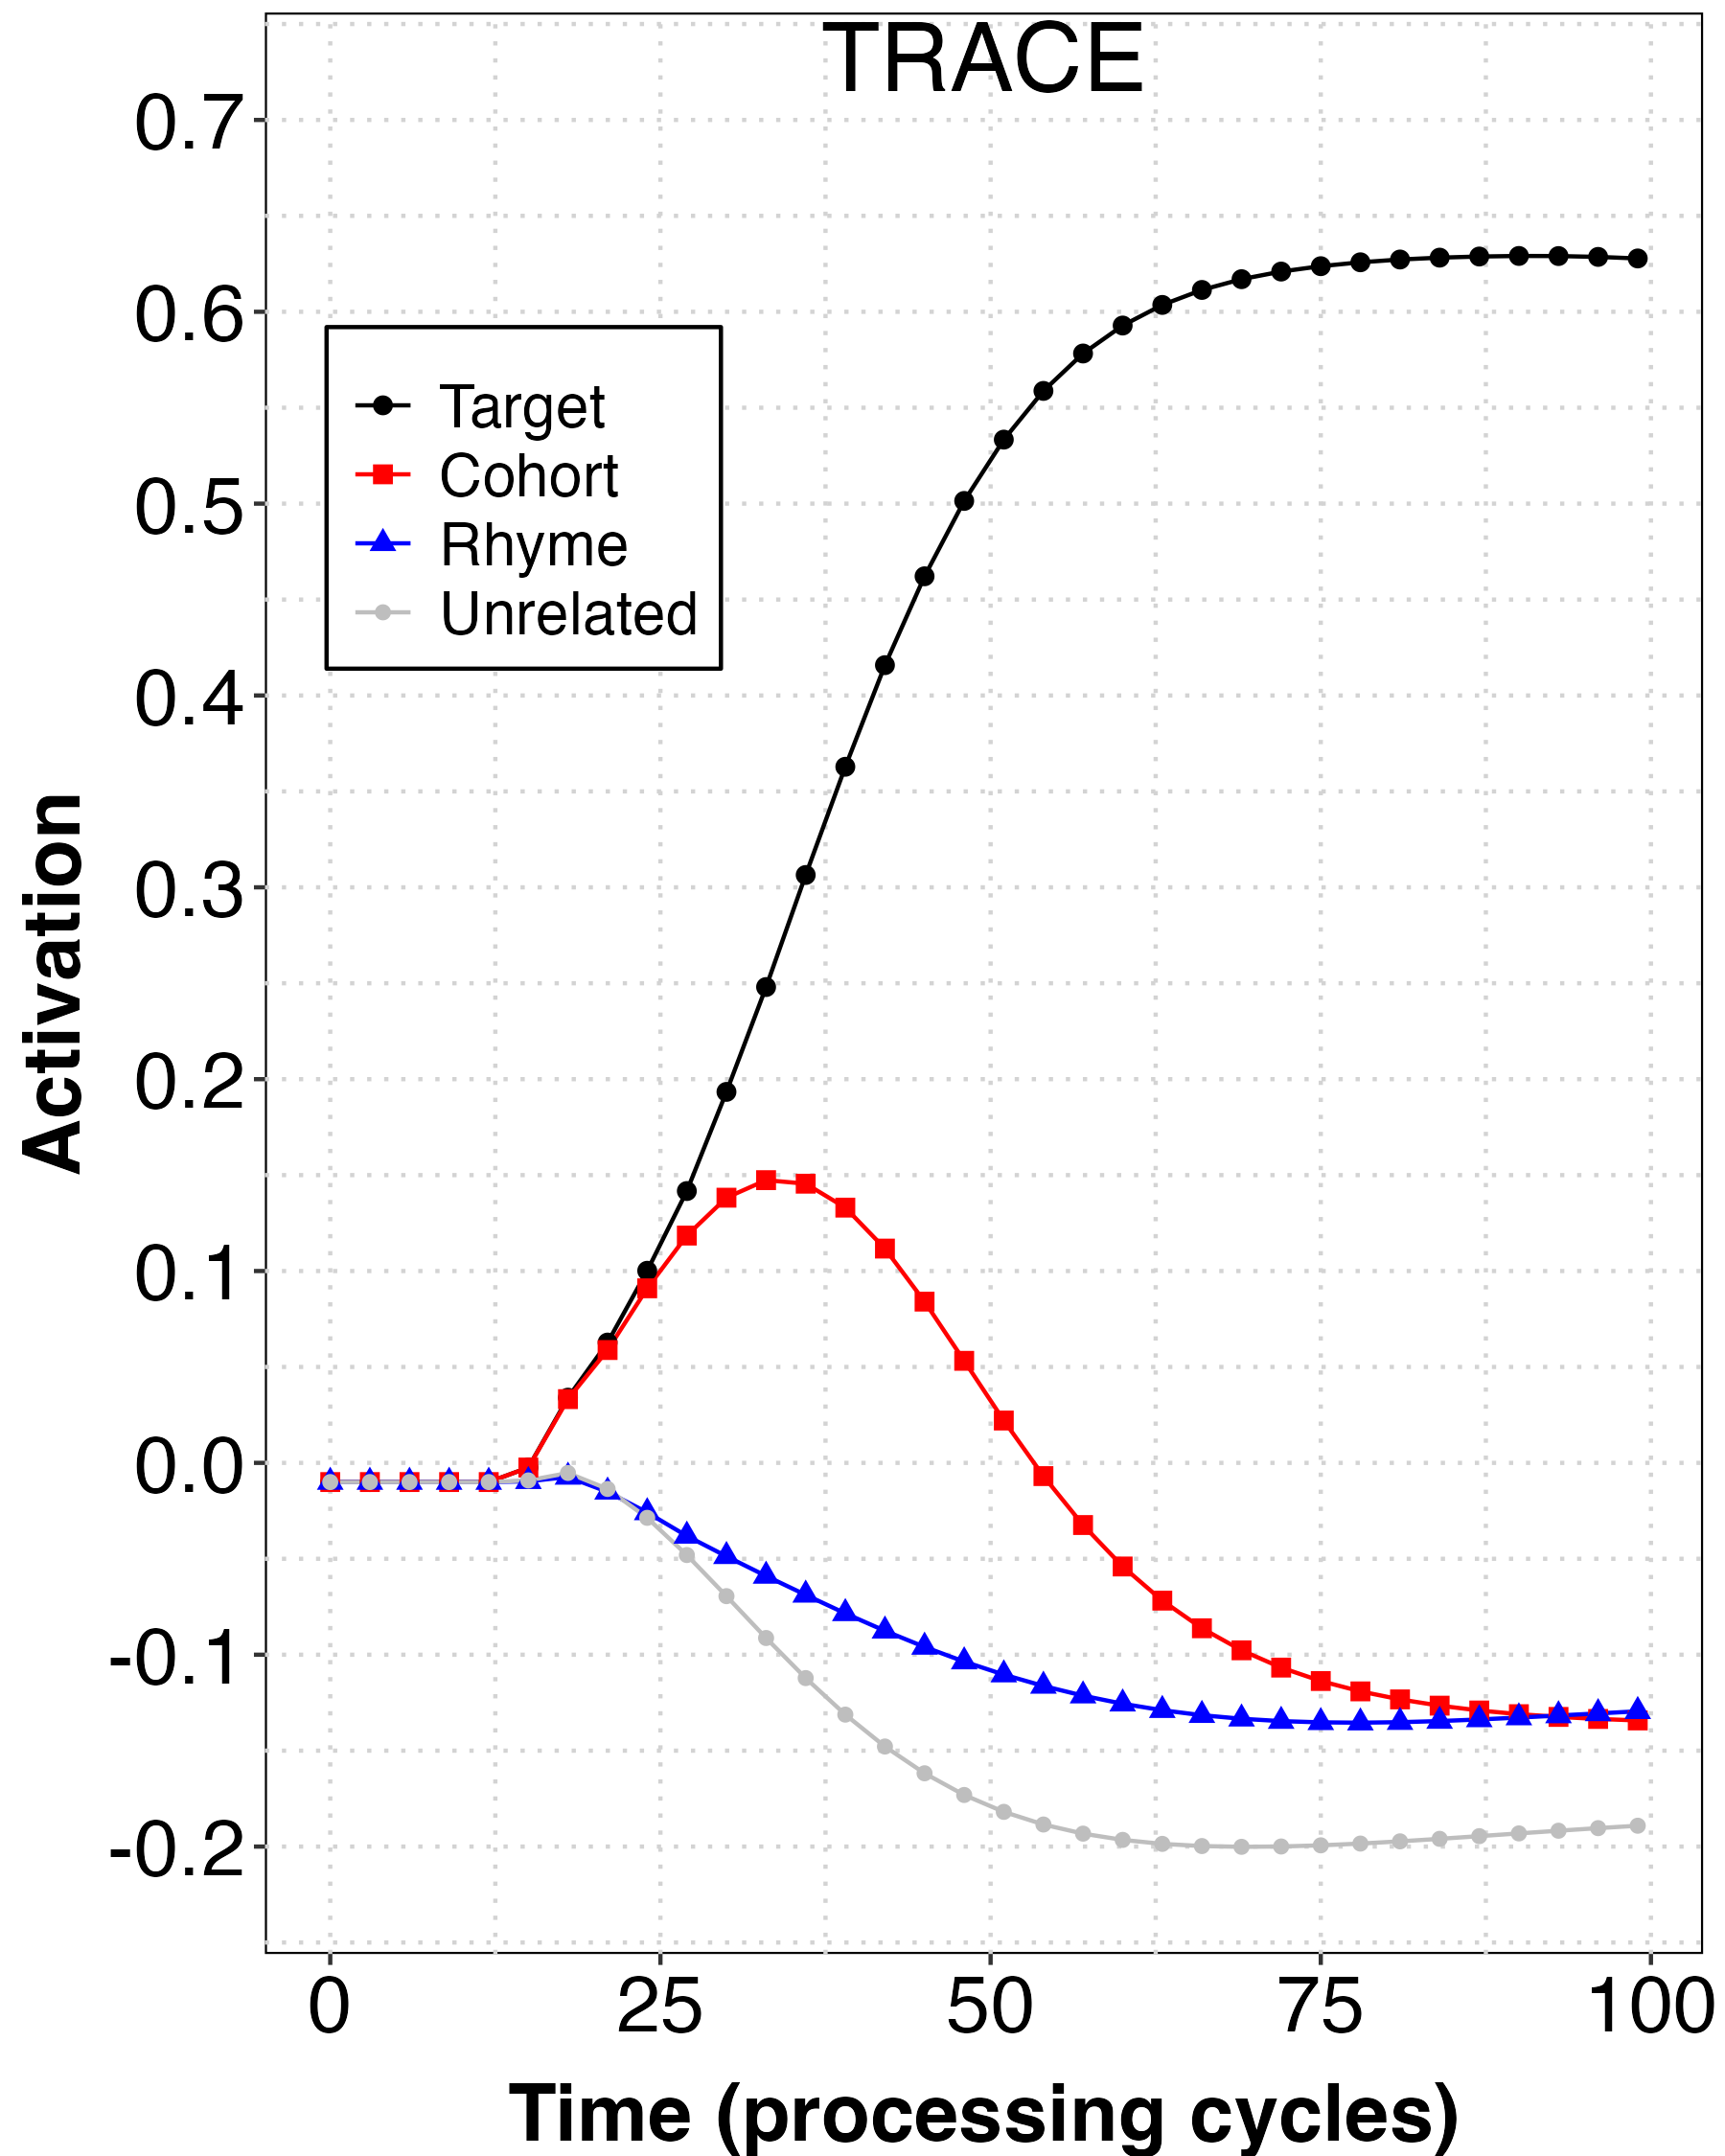 TRACE
0.7
0.6
0.5
0.4
0.3
0.2
0.1
0.0
-0.1
-0.2
Activation
Target
Cohort
Rhyme
Unrelated
0 25 50 75 100
Time (processing cycles)